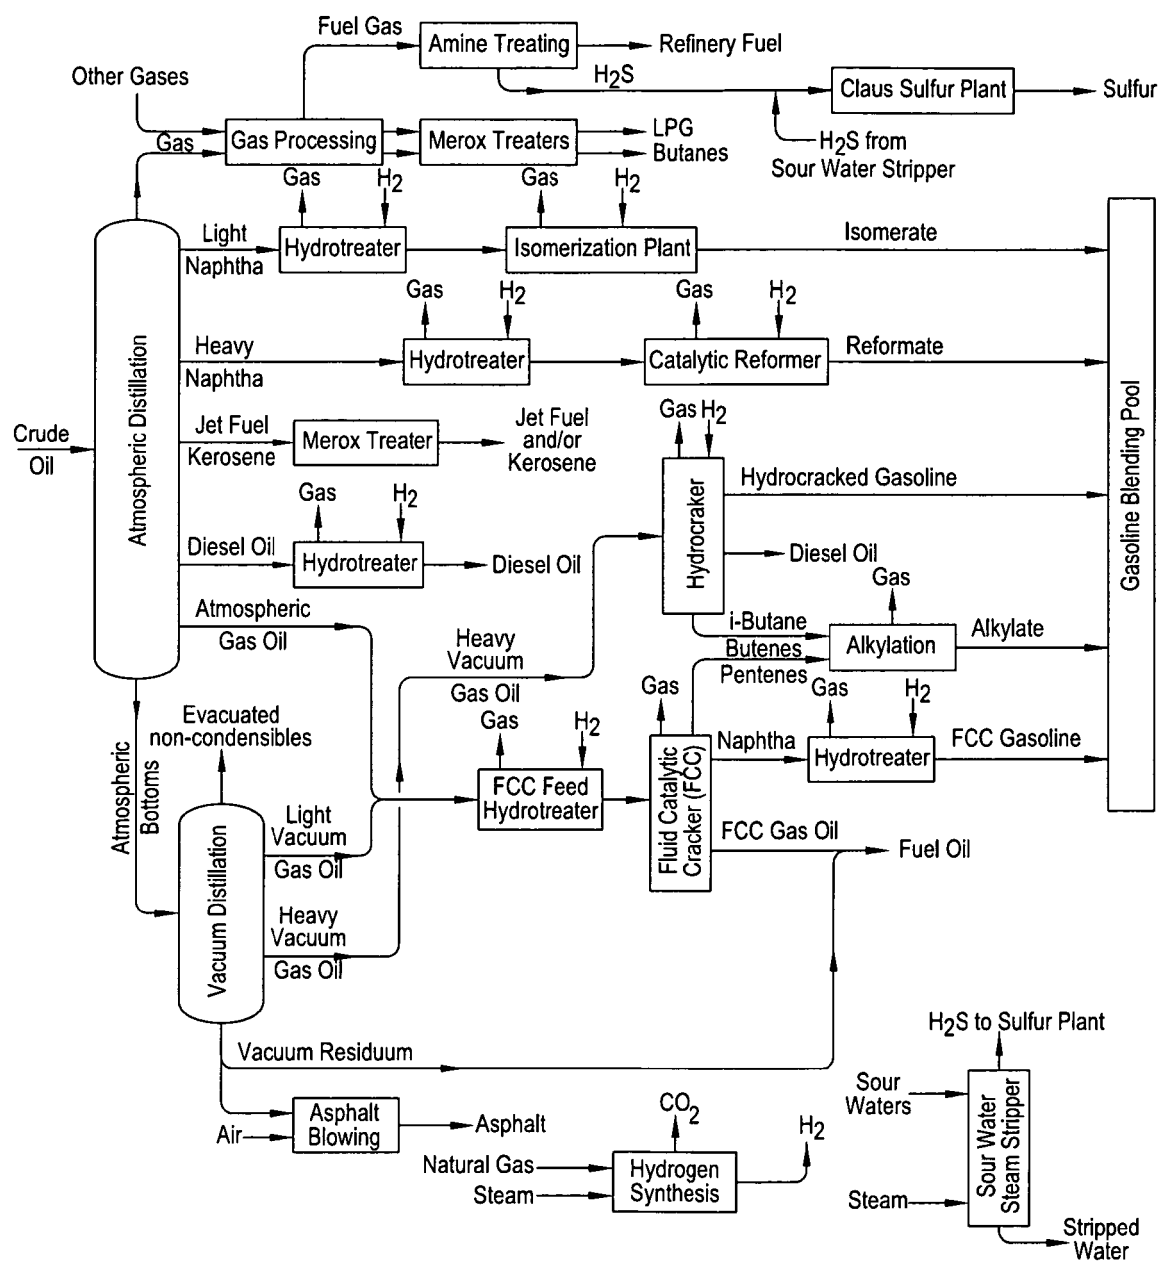 Fuel Gas
Amine Treating
Refinery Fuel
Other Gases
H2S
Claus Sulfur Plant
Sulfur
Gas
Gas Processing
Merox Treaters
LPG
Butanes
H2S from
Sour Water Stripper
Gas
H2
Gas
H2
Light
Naphtha
Hydrotreater
Isomerization Plant
Isomerate
Gas
H2
Gas
H2
Heavy
Naphtha
Hydrotreater
Catalytic Reformer
Reformate
Crude
Oil
Atmospheric Distillation
Jet Fuel
Kerosene
Merox Treater
Jet Fuel
and/or
Kerosene
Gas
H2
Hydrocraker
Hydrocracked Gasoline
Gasoline Blending Pool
Gas
H2
Diesel Oil
Hydrotreater
Diesel Oil
Diesel Oil
Gas
Atmospheric
Gas Oil
Heavy
Vacuum
Gas Oil
i-Butane
Butenes
Pentenes
Alkylation
Alkylate
Evacuated
non-condensibles
Atmospheric
Bottoms
Gas
H2
FCC Feed
Hydrotreater
Gas
Fluid Catalytic
Cracker (FCC)
Naphtha
Gas
H2
Hydrotreater
FCC Gasoline
Light
Vacuum
Gas Oil
FCC Gas Oil
Fuel Oil
Vacuum Distillation
Heavy
Vacuum
Gas Oil
Vacuum Residuum
H2S to Sulfur Plant
Air
Asphalt
Blowing
Asphalt
CO2
H2
Natural Gas
Steam
Hydrogen
Synthesis
Sour
Waters
Steam
Sour Water
Steam Stripper
Stripped
Water